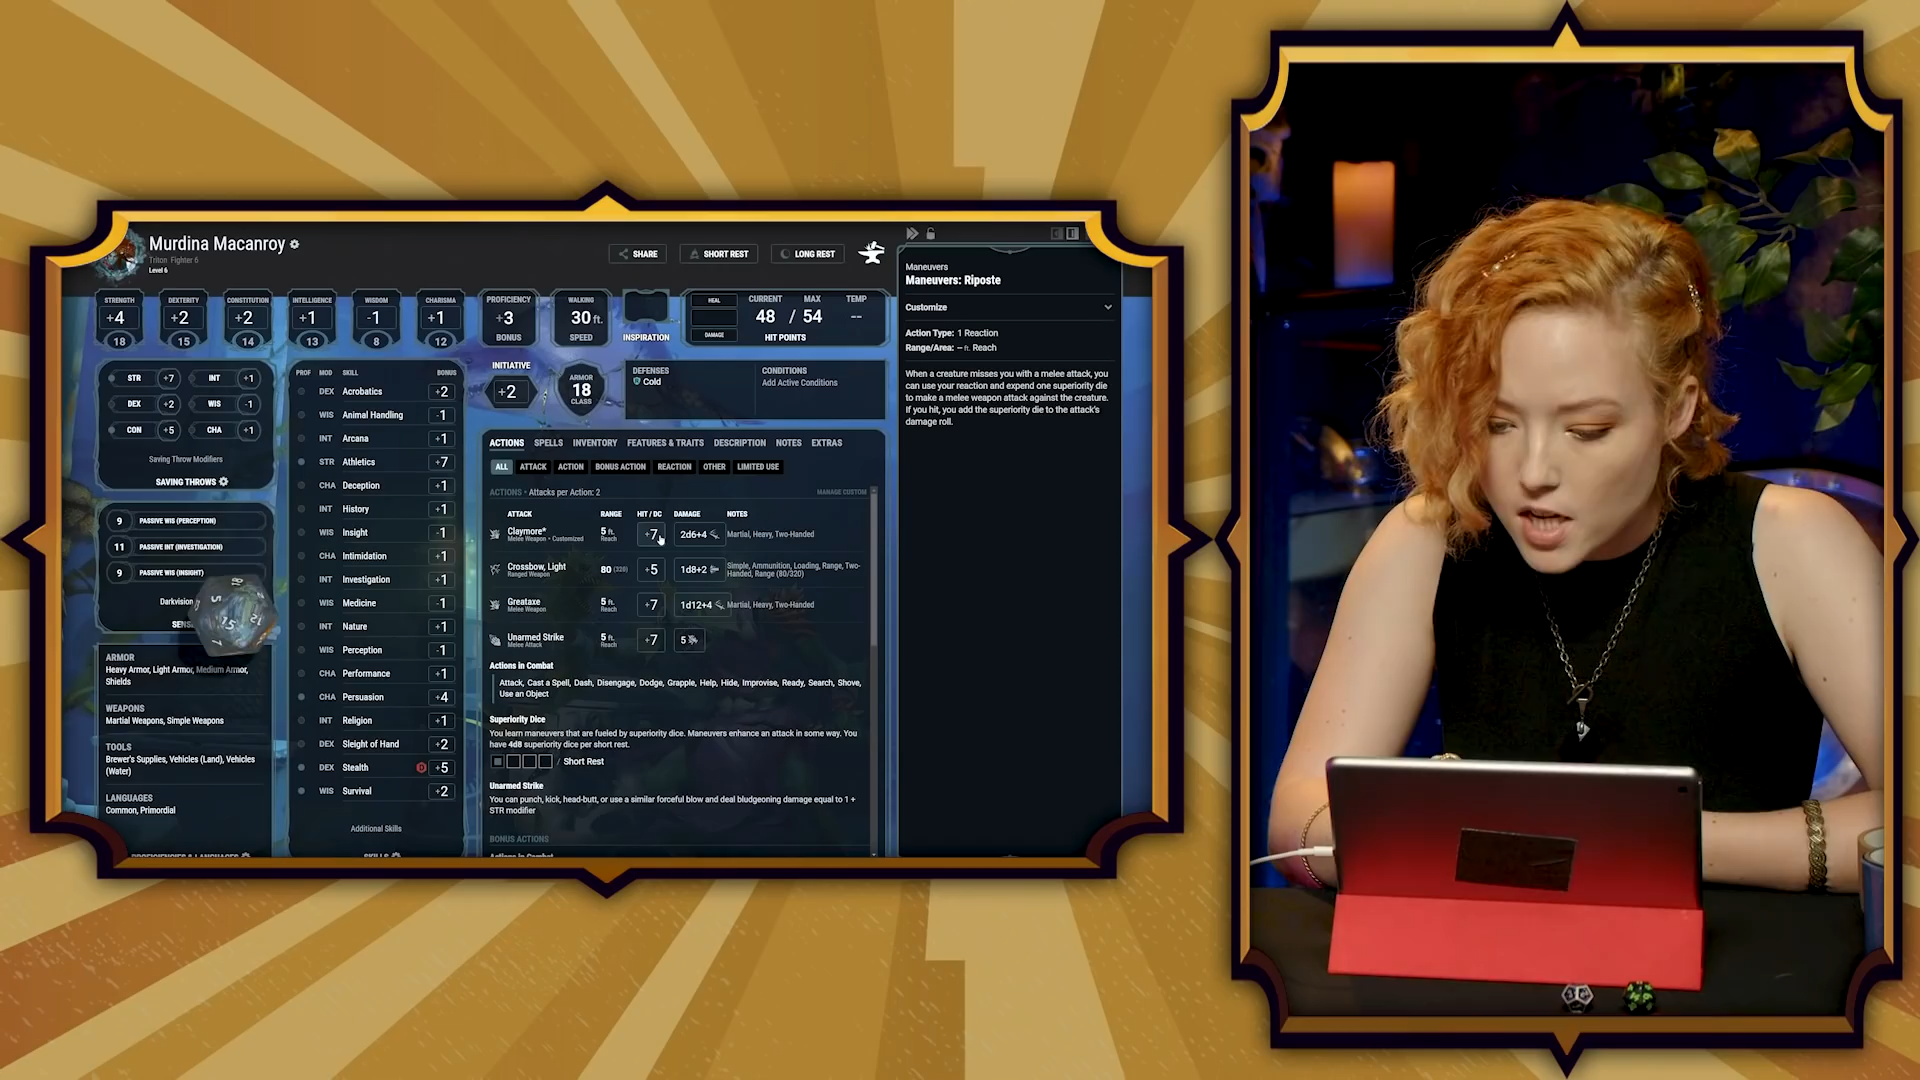 Murdina Macanroy
Triton Fighter 6
Level 6
SHARE
SHORT REST
LONG REST
STRENGTH
+4
18
DEXTERITY
+2
15
CONSTITUTION
+2
14
INTELLIGENCE
+1
13
WISDOM
-1
8
CHARISMA
+1
12
PROFICIENCY
+3
BONUS
WALKING
30 ft.
SPEED
INSPIRATION
HEAL
DAMAGE
CURRENT
MAX
TEMP
48 / 54
--
HIT POINTS
STR +7
INT +1
DEX +2
WIS -1
CON +5
CHA +1
Saving Throw Modifiers
SAVING THROWS
9 PASSIVE WIS (PERCEPTION)
11 PASSIVE INT (INVESTIGATION)
9 PASSIVE WIS (INSIGHT)
Darkvision
ARMOR
Heavy Armor, Light Armor, Medium Armor,
Shields
WEAPONS
Martial Weapons, Simple Weapons
TOOLS
Brewer's Supplies, Vehicles (Land), Vehicles
(Water)
LANGUAGES
Common, Primordial
PROFICIENCIES & LANGUAGES
PROF MOD SKILL BONUS
DEX Acrobatics +2
WIS Animal Handling -1
INT Arcana +1
STR Athletics +7
CHA Deception +1
INT History +1
WIS Insight -1
CHA Intimidation +1
INT Investigation +1
WIS Medicine -1
INT Nature +1
WIS Perception -1
CHA Performance +1
CHA Persuasion +4
INT Religion +1
DEX Sleight of Hand +2
DEX Stealth D +5
WIS Survival +2
Additional Skills
SKILLS
INITIATIVE
+2
ARMOR
18
CLASS
DEFENSES
Cold
CONDITIONS
Add Active Conditions
ACTIONS SPELLS INVENTORY FEATURES & TRAITS DESCRIPTION NOTES EXTRAS
ALL ATTACK ACTION BONUS ACTION REACTION OTHER LIMITED USE
ACTIONS • Attacks per Action: 2
MANAGE CUSTOM
ATTACK RANGE HIT / DC DAMAGE NOTES
Claymore* 5 ft. +7 2d6+4 Martial, Heavy, Two-Handed
Melee Weapon • Customized Reach
Crossbow, Light 80 (320) +5 1d8+2 Simple, Ammunition, Loading, Range, Two-
Ranged Weapon Handed, Range (80/320)
Greataxe 5 ft. +7 1d12+4 Martial, Heavy, Two-Handed
Melee Weapon Reach
Unarmed Strike 5 ft. +7 5
Melee Attack Reach
Actions in Combat
Attack, Cast a Spell, Dash, Disengage, Dodge, Grapple, Help, Hide, Improvise, Ready, Search, Shove,
Use an Object
Superiority Dice
You learn maneuvers that are fueled by superiority dice. Maneuvers enhance an attack in some way. You
have 4d8 superiority dice per short rest.
/ Short Rest
Unarmed Strike
You can punch, kick, head-butt, or use a similar forceful blow and deal bludgeoning damage equal to 1 +
STR modifier
BONUS ACTIONS
Actions in Combat
Maneuvers
Maneuvers: Riposte
Customize
Action Type: 1 Reaction
Range/Area: -- ft. Reach
When a creature misses you with a melee attack, you
can use your reaction and expend one superiority die
to make a melee weapon attack against the creature.
If you hit, you add the superiority die to the attack's
damage roll.